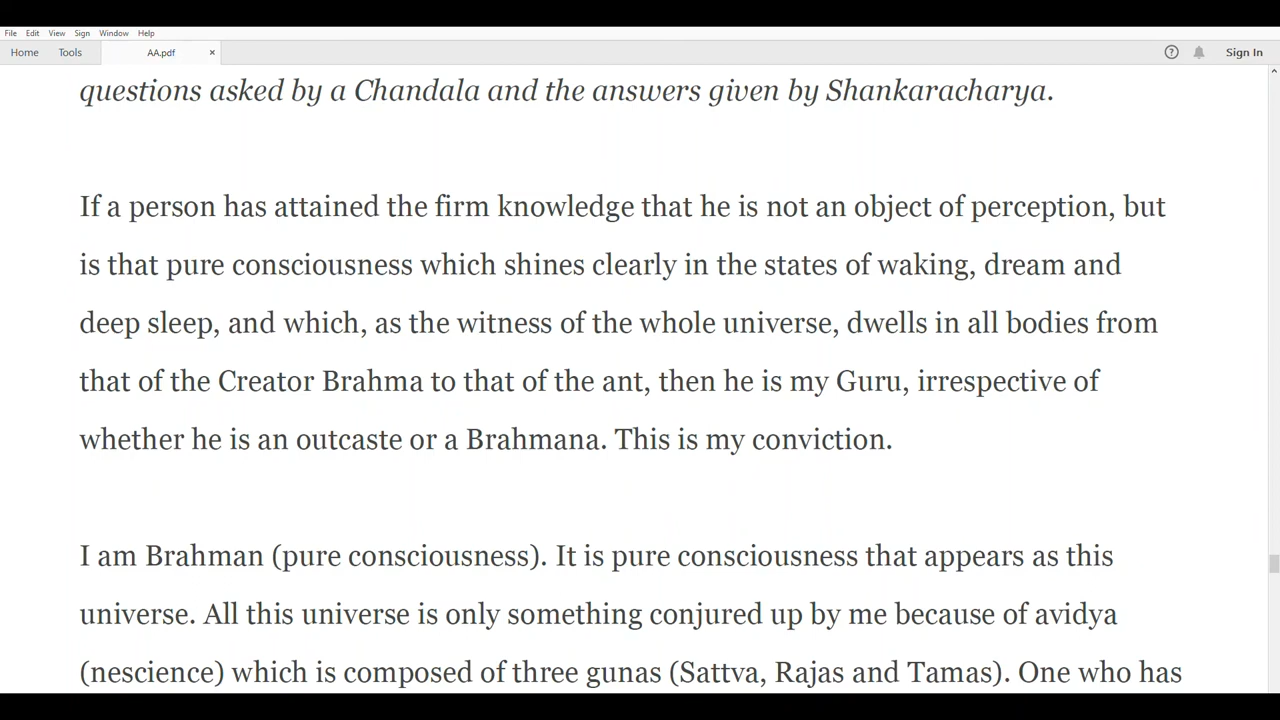 File Edit View Sign Window Help
Home Tools AA.pdf × ? Sign In
questions asked by a Chandala and the answers given by Shankaracharya.
If a person has attained the firm knowledge that he is not an object of perception, but
is that pure consciousness which shines clearly in the states of waking, dream and
deep sleep, and which, as the witness of the whole universe, dwells in all bodies from
that of the Creator Brahma to that of the ant, then he is my Guru, irrespective of
whether he is an outcaste or a Brahmana. This is my conviction.
I am Brahman (pure consciousness). It is pure consciousness that appears as this
universe. All this universe is only something conjured up by me because of avidya
(nescience) which is composed of three gunas (Sattva, Rajas and Tamas). One who has